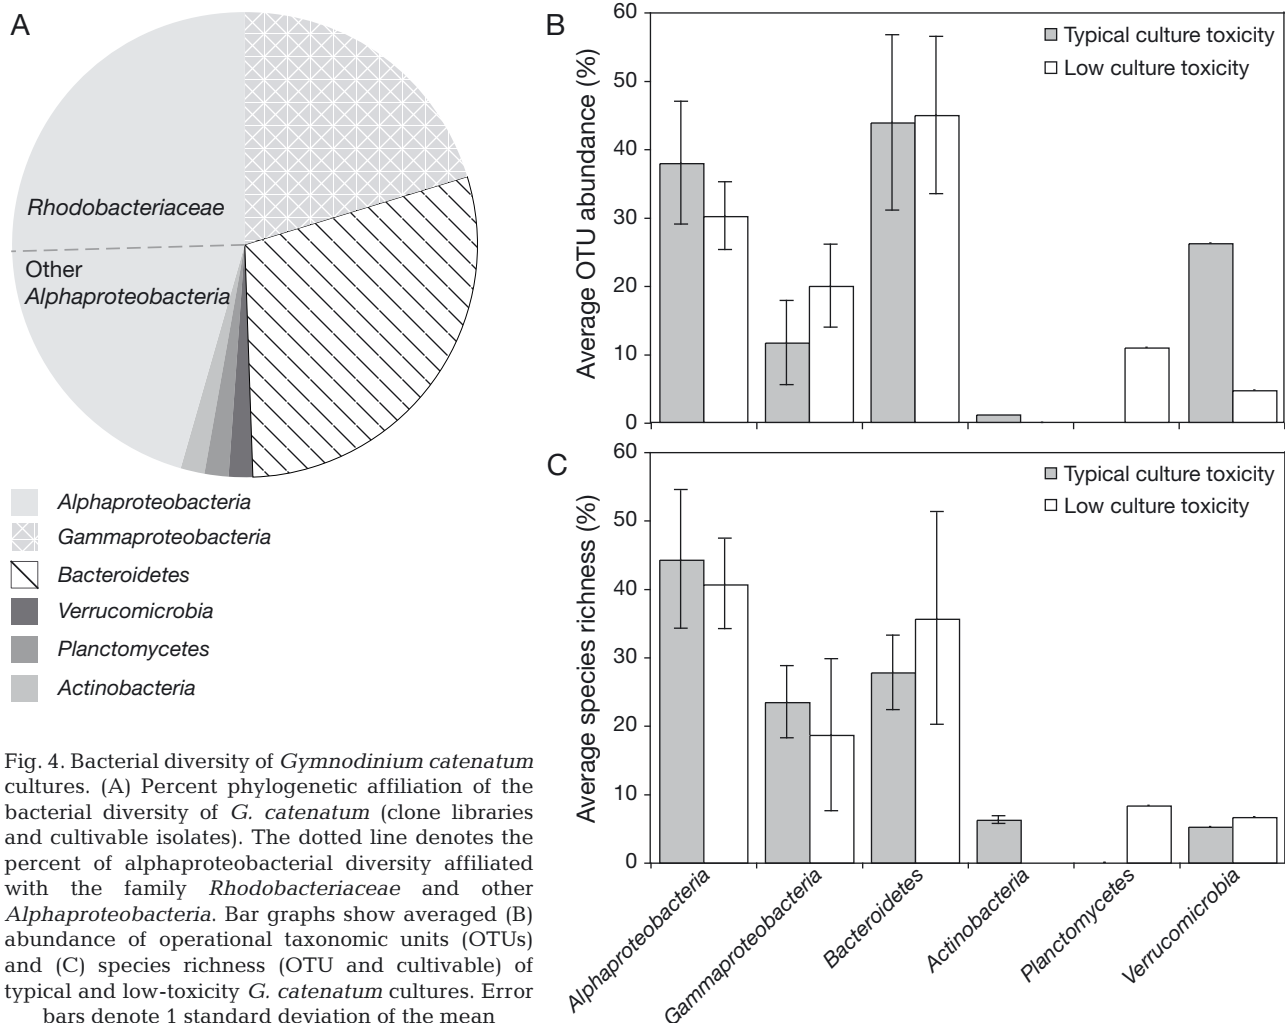 A
Rhodobacteriaceae
Other
Alphaproteobacteria
Alphaproteobacteria
Gammaproteobacteria
Bacteroidetes
Verrucomicrobia
Planctomycetes
Actinobacteria
Fig. 4. Bacterial diversity of Gymnodinium catenatum
cultures. (A) Percent phylogenetic affiliation of the
bacterial diversity of G. catenatum (clone libraries
and cultivable isolates). The dotted line denotes the
percent of alphaproteobacterial diversity affiliated
with the family Rhodobacteriaceae and other
Alphaproteobacteria. Bar graphs show averaged (B)
abundance of operational taxonomic units (OTUs)
and (C) species richness (OTU and cultivable) of
typical and low-toxicity G. catenatum cultures. Error
bars denote 1 standard deviation of the mean
B
Average OTU abundance (%)
60
50
40
30
20
10
0
Typical culture toxicity
Low culture toxicity
C
Average species richness (%)
60
50
40
30
20
10
0
Typical culture toxicity
Low culture toxicity
Alphaproteobacteria
Gammaproteobacteria
Bacteroidetes
Actinobacteria
Planctomycetes
Verrucomicrobia